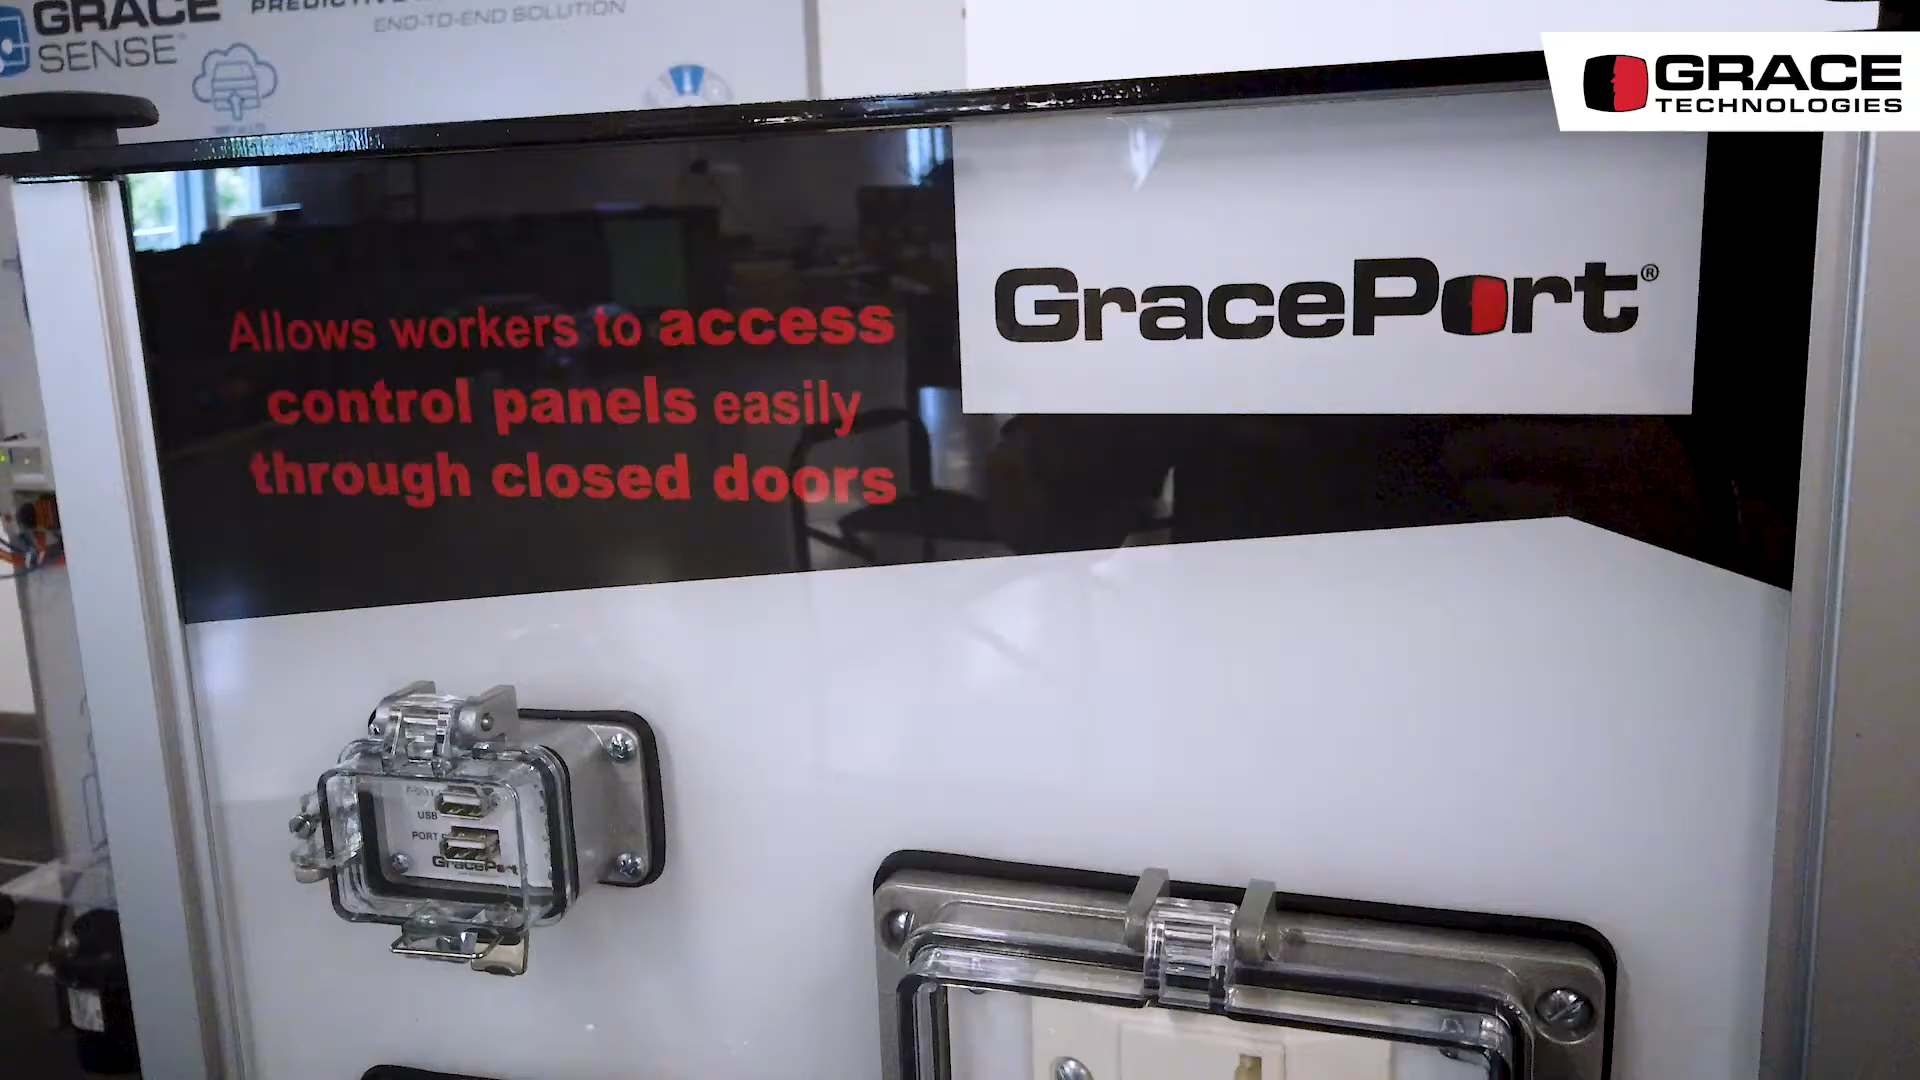 GRACE
SENSE
PREDICTIVE
END-TO-END SOLUTION
GRACE
TECHNOLOGIES
GracePort®
Allows workers to access
control panels easily
through closed doors
USB
PORT
GracePort